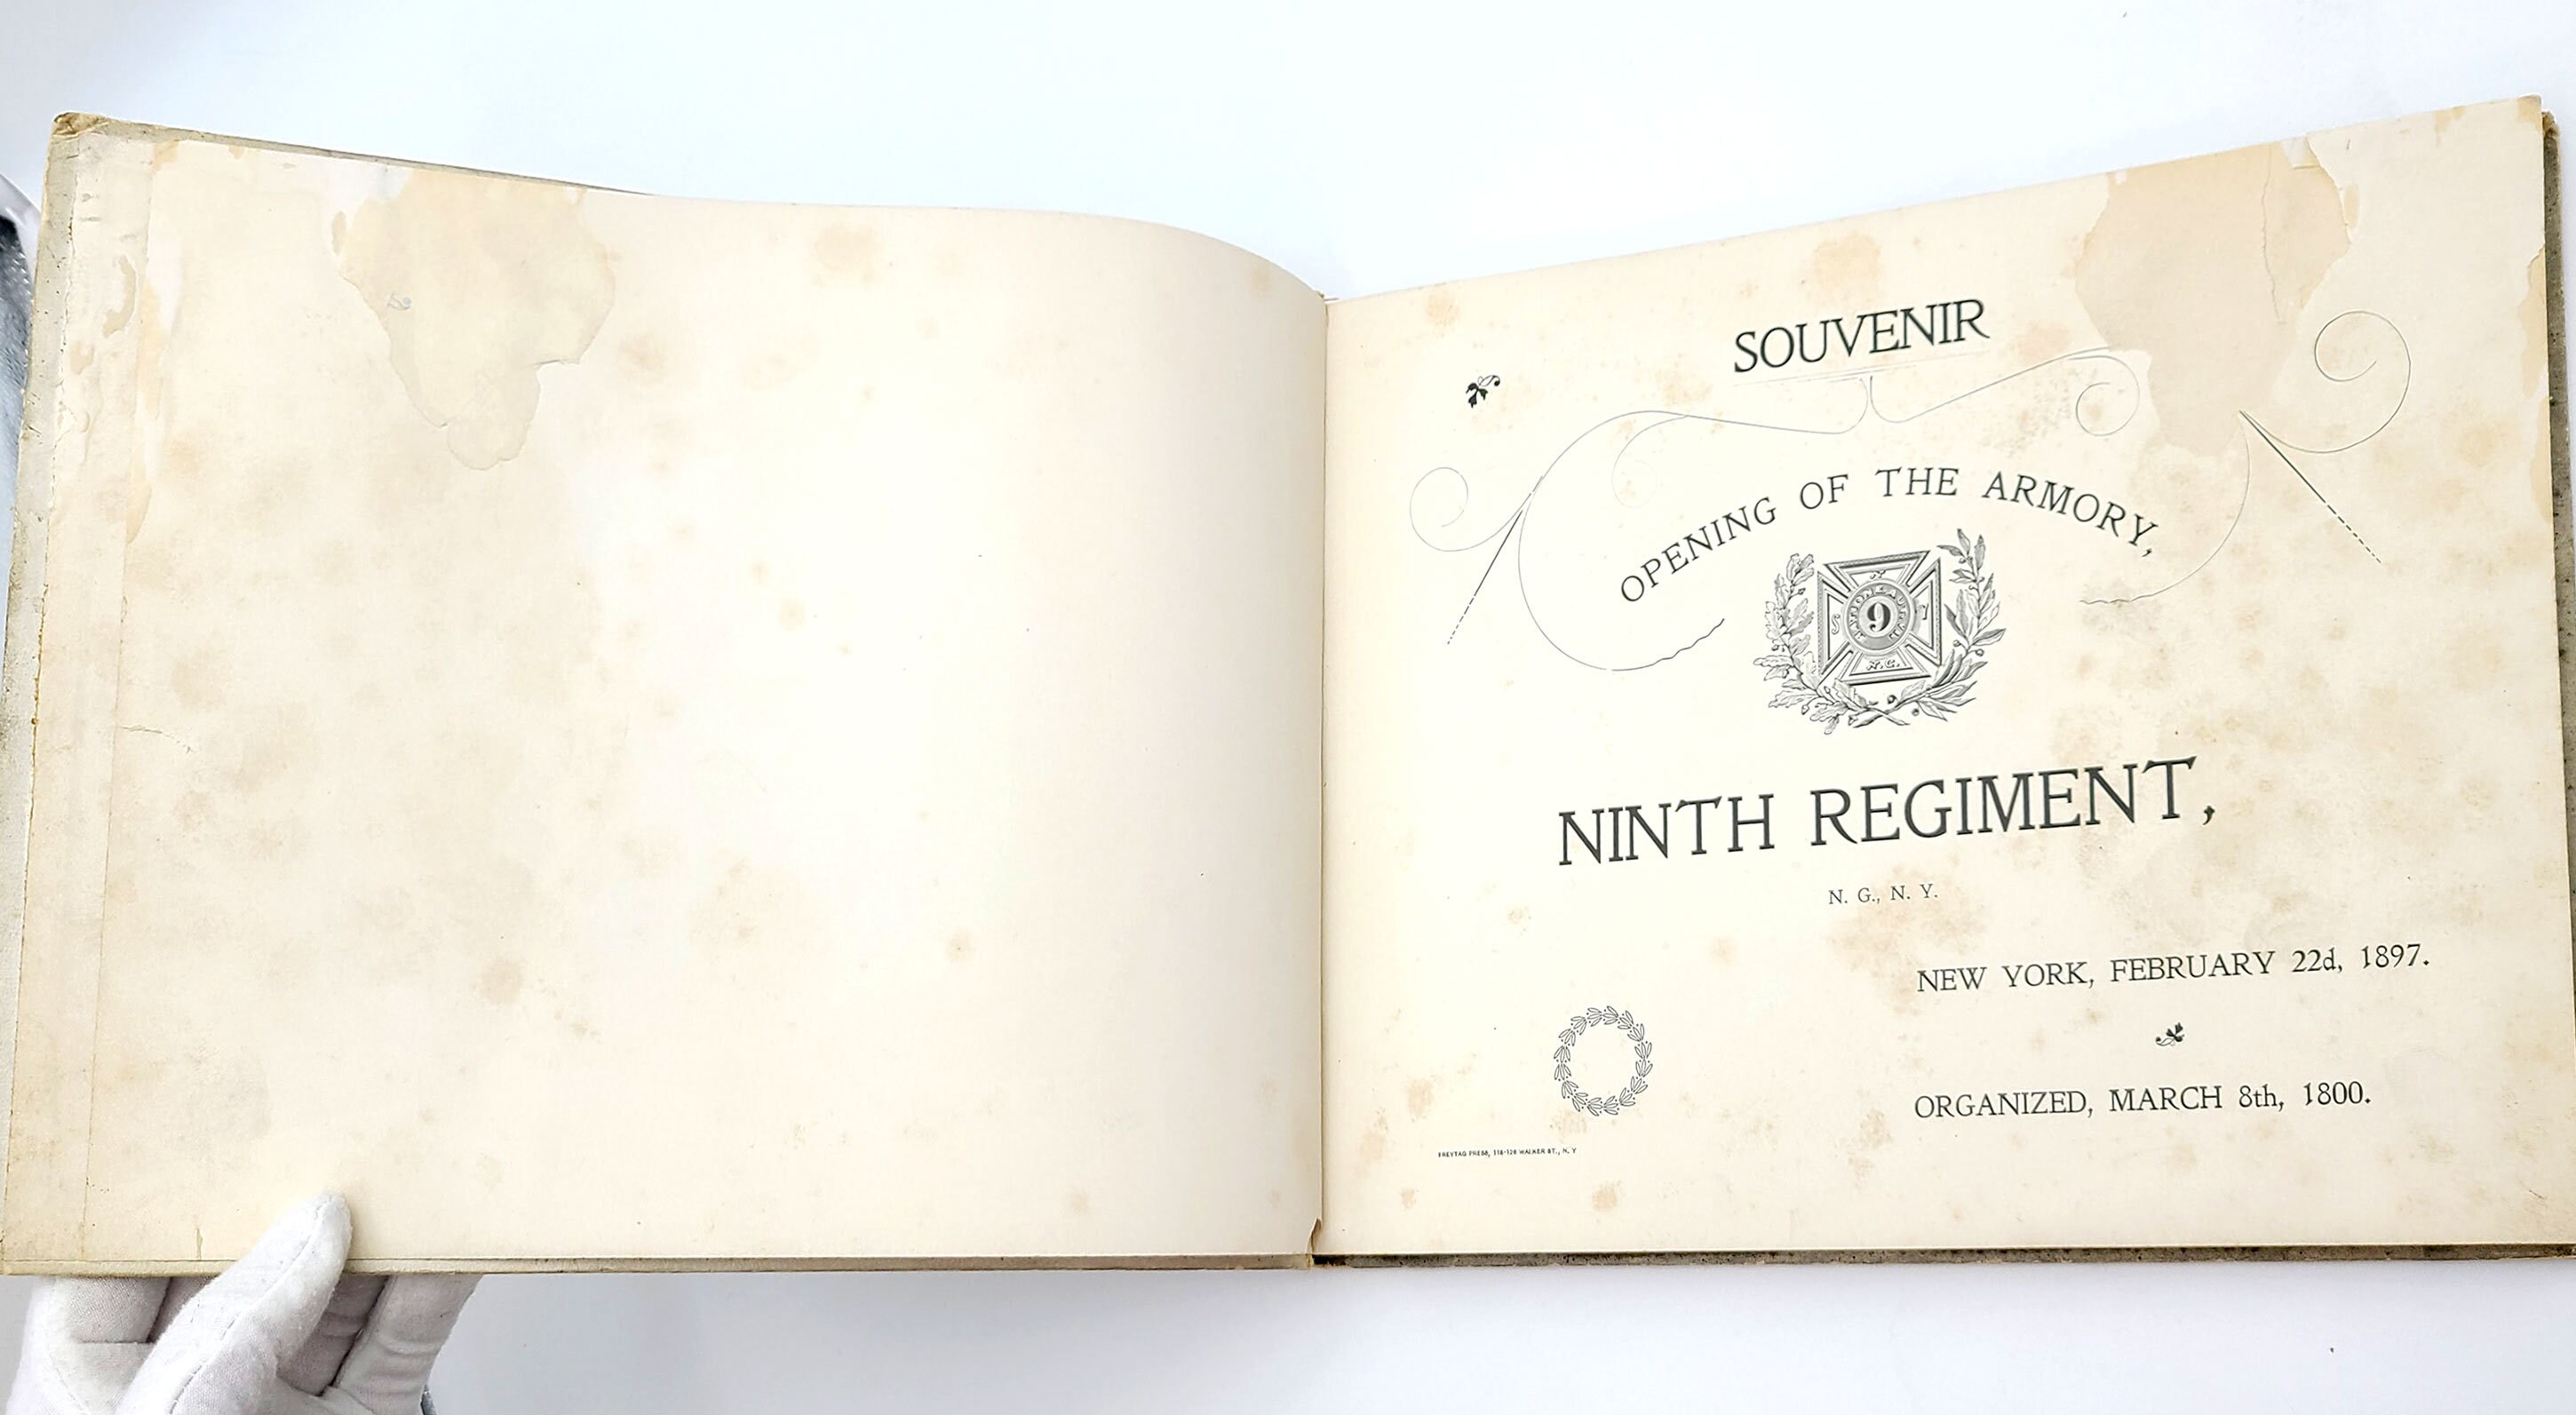 SOUVENIR
OPENING OF THE ARMORY,
N
S 9 Y
N.G.
NINTH REGIMENT,
N. G., N. Y.
NEW YORK, FEBRUARY 22d, 1897.
ORGANIZED, MARCH 8th, 1800.
FREYTAG PRESS, 116-126 WALKER ST., N. Y